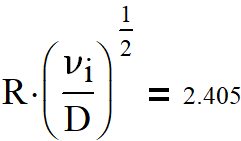 R·(νi/D)^(1/2) = 2.405